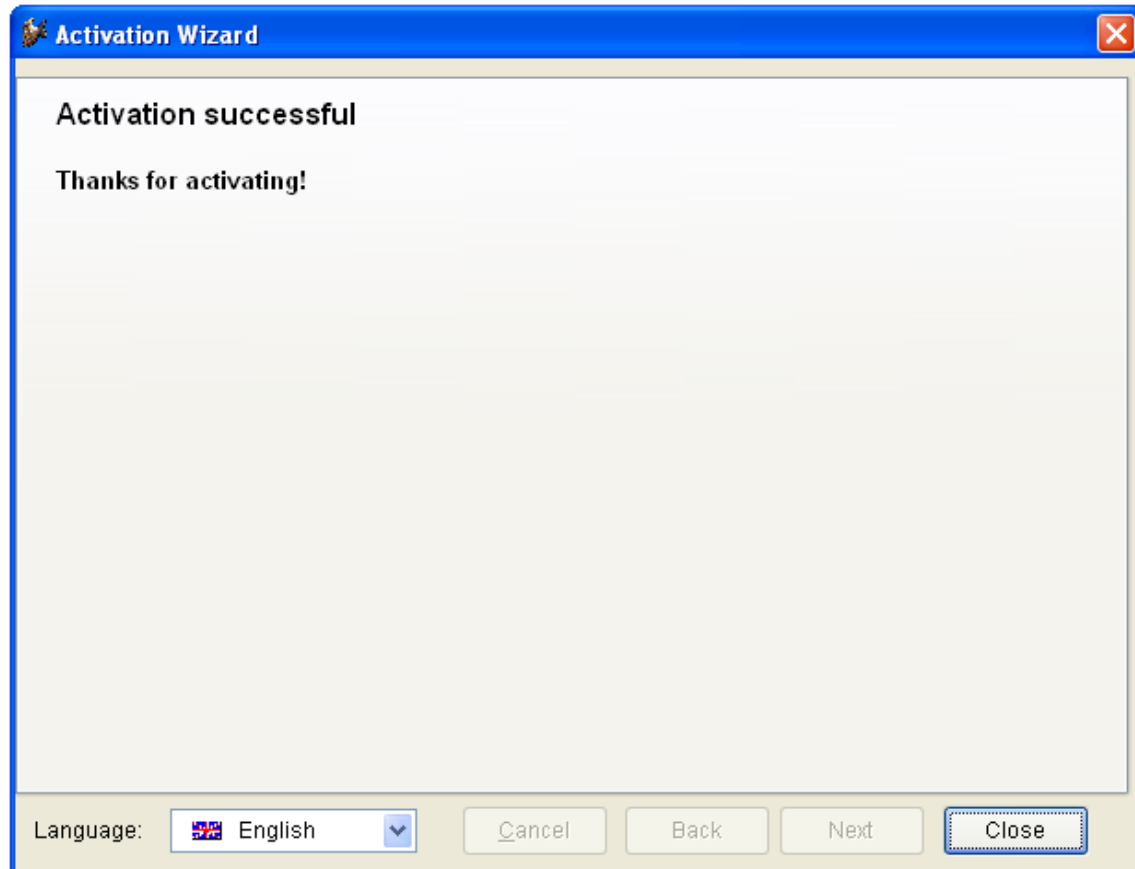 Activation Wizard
Activation successful
Thanks for activating!
Language: English Cancel Back Next Close